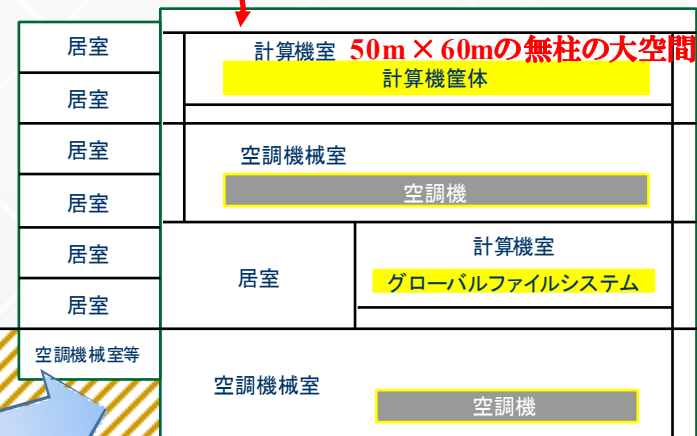 居室
居室
居室
居室
居室
居室
空調機械室等
計算機室 50m×60mの無柱の大空間
計算機筐体
空調機械室
空調機
居室
計算機室
グローバルファイルシステム
空調機械室
空調機